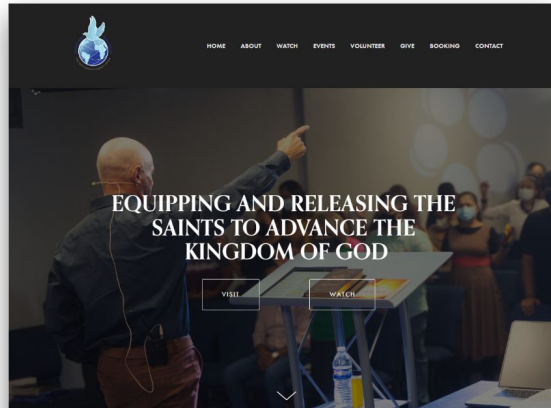 HOME ABOUT WATCH EVENTS VOLUNTEER GIVE BOOKING CONTACT
EQUIPPING AND RELEASING THE
SAINTS TO ADVANCE THE
KINGDOM OF GOD
VISIT WATCH